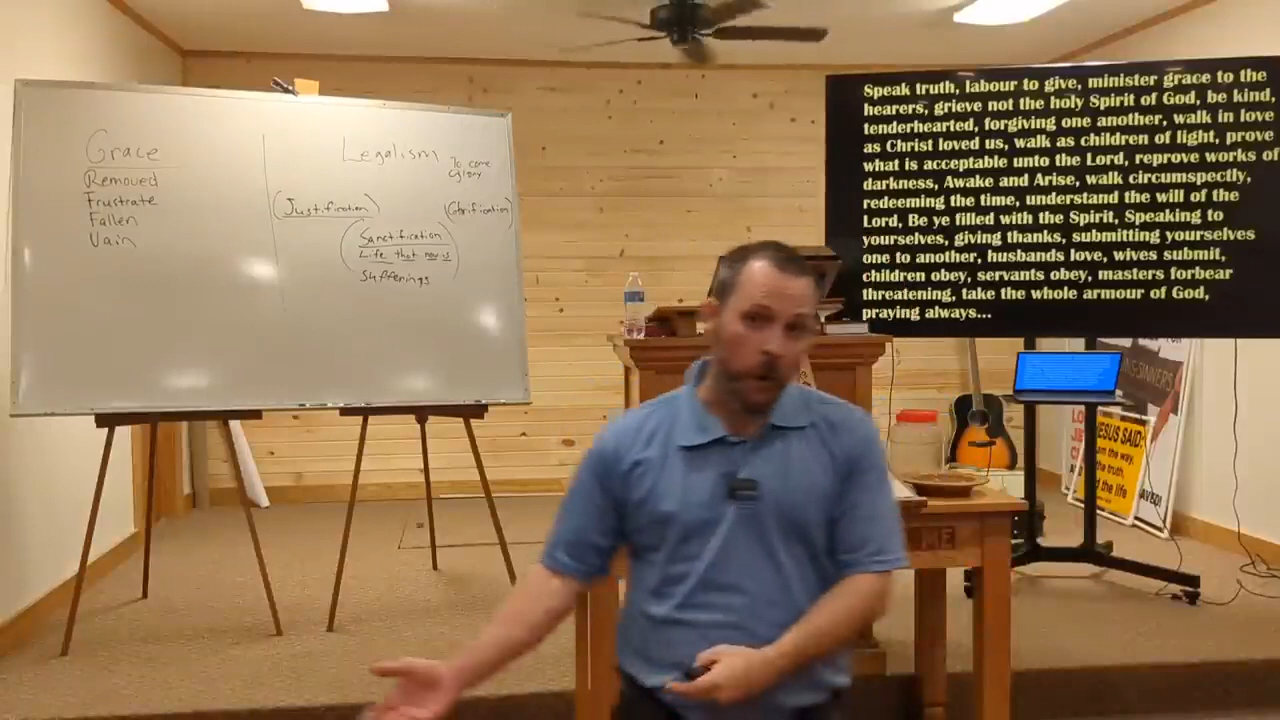 Grace
Removed
Frustrate
Fallen
Vain
Legalism
To come
Glory
(Justification)
(Glorification)
(Sanctification
Life that now is)
Sufferings
Speak truth, labour to give, minister grace to the
hearers, grieve not the holy Spirit of God, be kind,
tenderhearted, forgiving one another, walk in love
as Christ loved us, walk as children of light, prove
what is acceptable unto the Lord, reprove works of
darkness, Awake and Arise, walk circumspectly,
redeeming the time, understand the will of the
Lord, Be ye filled with the Spirit, Speaking to
yourselves, giving thanks, submitting yourselves
one to another, husbands love, wives submit,
children obey, servants obey, masters forbear
threatening, take the whole armour of God,
praying always...
SINNERS
JESUS SAID:
am the way,
the truth,
the life
ME